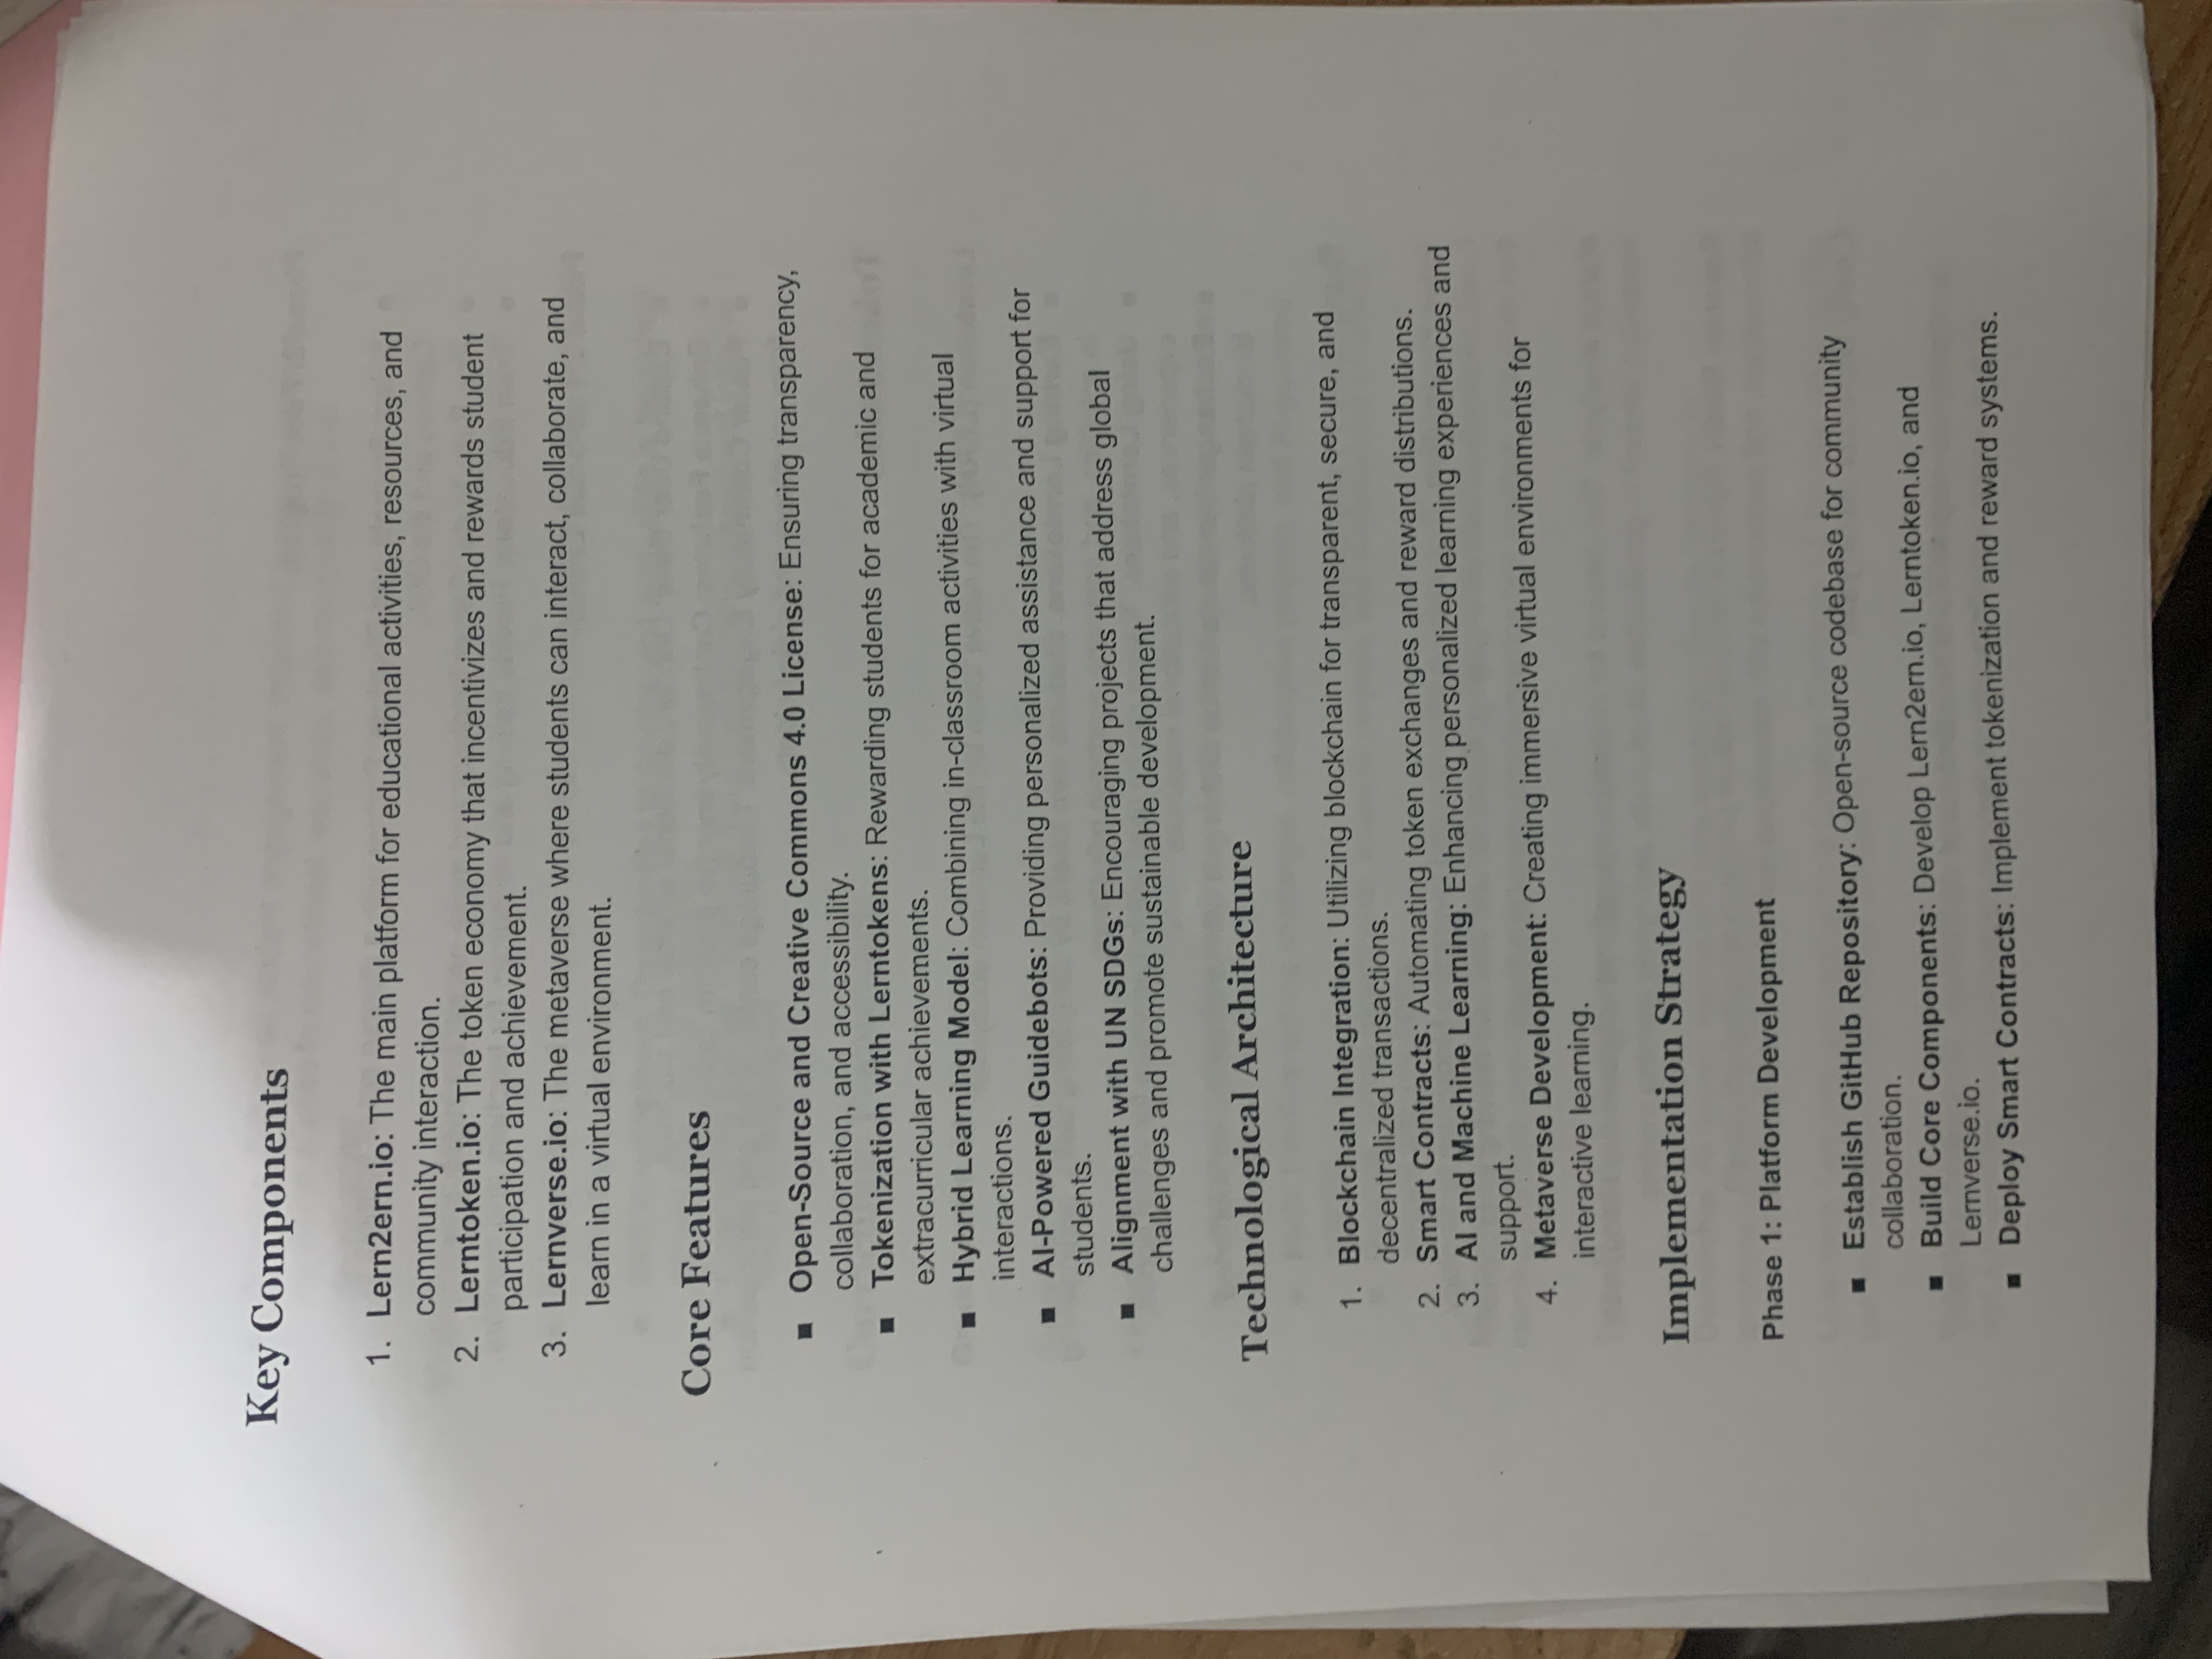 Key Components
1. Lern2ern.io: The main platform for educational activities, resources, and
community interaction.
2. Lerntoken.io: The token economy that incentivizes and rewards student
participation and achievement.
3. Lernverse.io: The metaverse where students can interact, collaborate, and
learn in a virtual environment.
Core Features
▪ Open-Source and Creative Commons 4.0 License: Ensuring transparency,
collaboration, and accessibility.
▪ Tokenization with Lerntokens: Rewarding students for academic and
extracurricular achievements.
▪ Hybrid Learning Model: Combining in-classroom activities with virtual
interactions.
▪ AI-Powered Guidebots: Providing personalized assistance and support for
students.
▪ Alignment with UN SDGs: Encouraging projects that address global
challenges and promote sustainable development.
Technological Architecture
1. Blockchain Integration: Utilizing blockchain for transparent, secure, and
decentralized transactions.
2. Smart Contracts: Automating token exchanges and reward distributions.
3. AI and Machine Learning: Enhancing personalized learning experiences and
support.
4. Metaverse Development: Creating immersive virtual environments for
interactive learning.
Implementation Strategy
Phase 1: Platform Development
▪ Establish GitHub Repository: Open-source codebase for community
collaboration.
▪ Build Core Components: Develop Lern2ern.io, Lerntoken.io, and
Lernverse.io.
▪ Deploy Smart Contracts: Implement tokenization and reward systems.